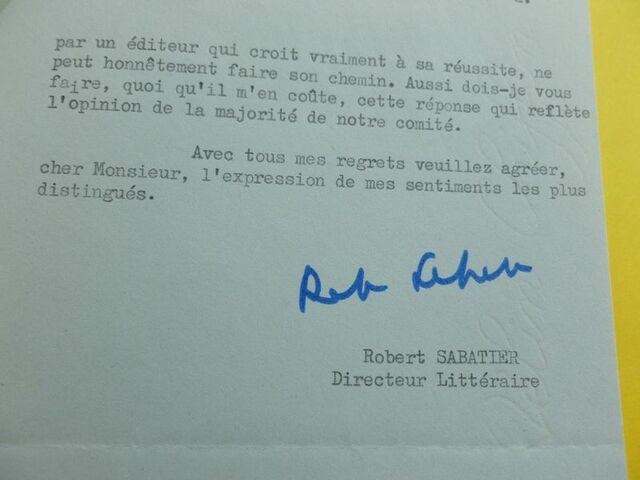 par un éditeur qui croit vraiment à sa réussite, ne
peut honnêtement faire son chemin. Aussi dois-je vous
faire, quoi qu'il m'en coûte, cette réponse qui reflète
l'opinion de la majorité de notre comité.
Avec tous mes regrets veuillez agréer,
cher Monsieur, l'expression de mes sentiments les plus
distingués.
Robert SABATIER
Directeur Littéraire